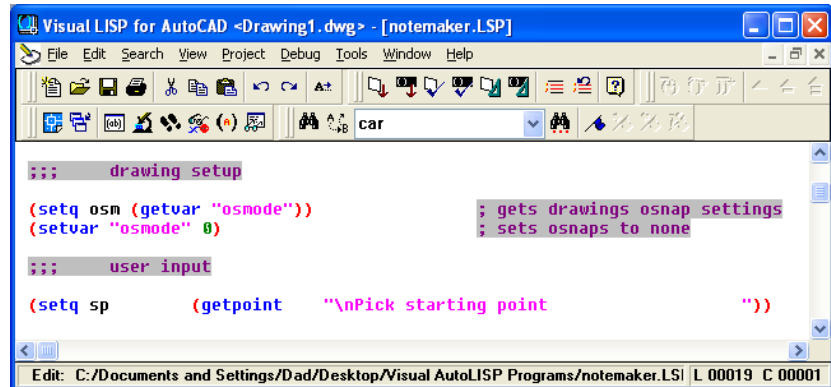 Visual LISP for AutoCAD <Drawing1.dwg> - [notemaker.LSP]
File Edit Search View Project Debug Tools Window Help
car
;;; drawing setup
(setq osm (getvar "osmode")) ; gets drawings osnap settings
(setvar "osmode" 0) ; sets osnaps to none
;;; user input
(setq sp (getpoint "\nPick starting point "))
Edit: C:/Documents and Settings/Dad/Desktop/Visual AutoLISP Programs/notemaker.LS L 00019 C 00001